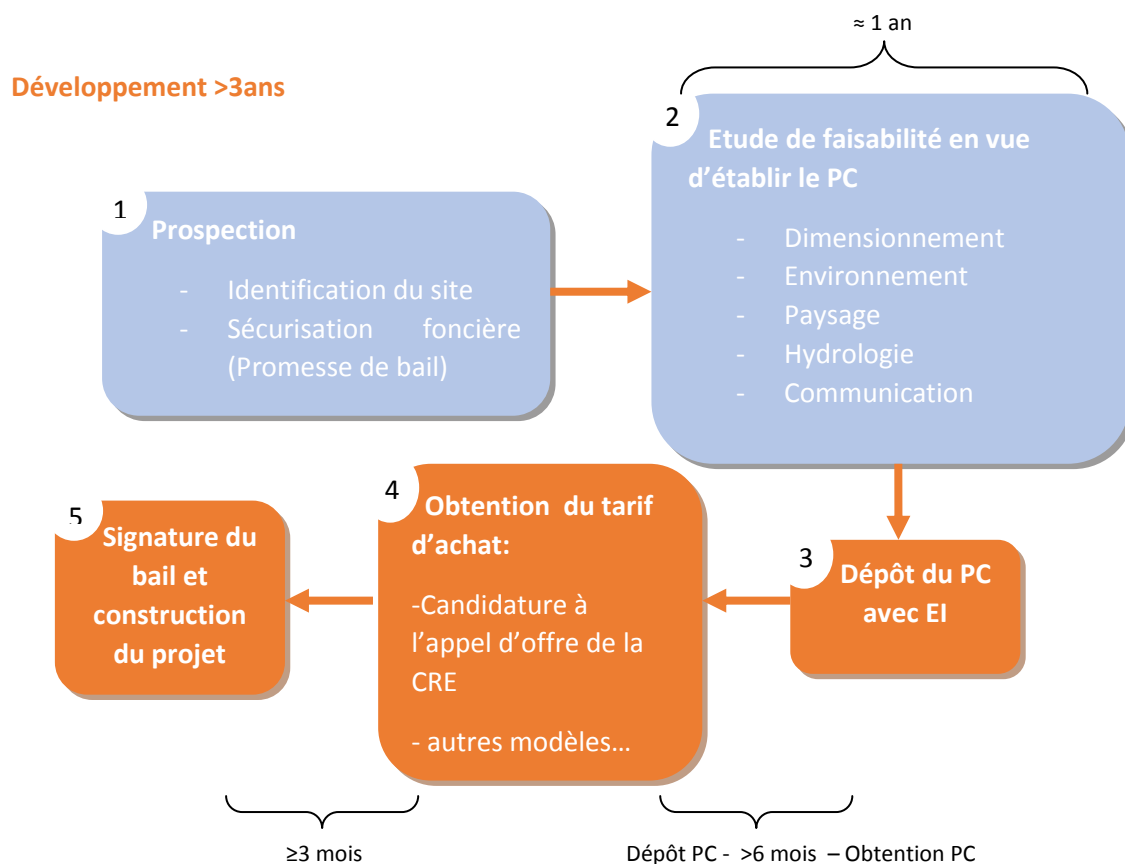 ≈ 1 an
Développement >3ans
1
Prospection
- Identification du site
- Sécurisation foncière
(Promesse de bail)
2
Etude de faisabilité en vue
d’établir le PC
- Dimensionnement
- Environnement
- Paysage
- Hydrologie
- Communication
3
Dépôt du PC
avec EI
4
Obtention du tarif
d’achat:
-Candidature à
l’appel d’offre de la
CRE
- autres modèles…
5
Signature du
bail et
construction
du projet
≥3 mois
Dépôt PC - >6 mois – Obtention PC